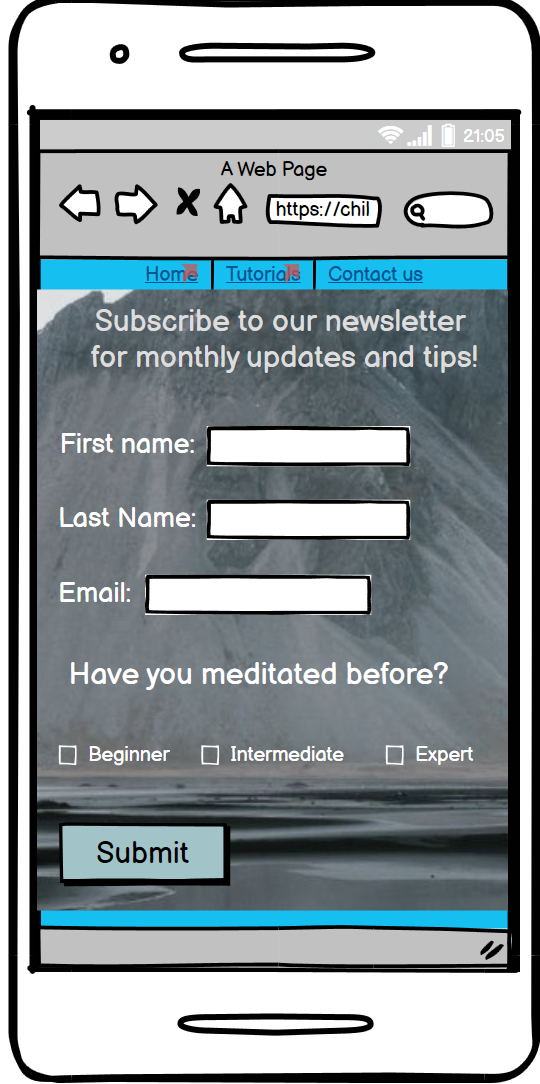 21:05
A Web Page
https://chil
Home Tutorials Contact us
Subscribe to our newsletter
for monthly updates and tips!
First name:
Last Name:
Email:
Have you meditated before?
Beginner Intermediate Expert
Submit